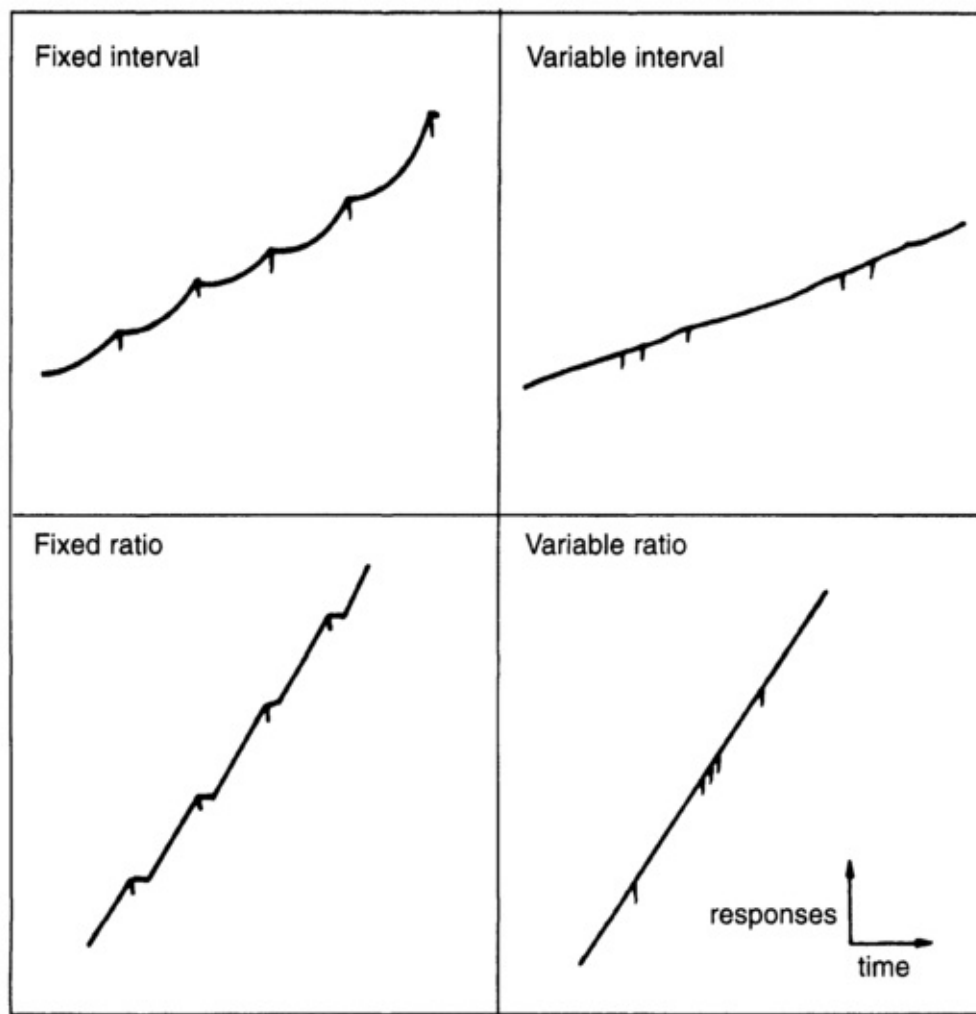 Fixed interval
Variable interval
Fixed ratio
Variable ratio
responses
time